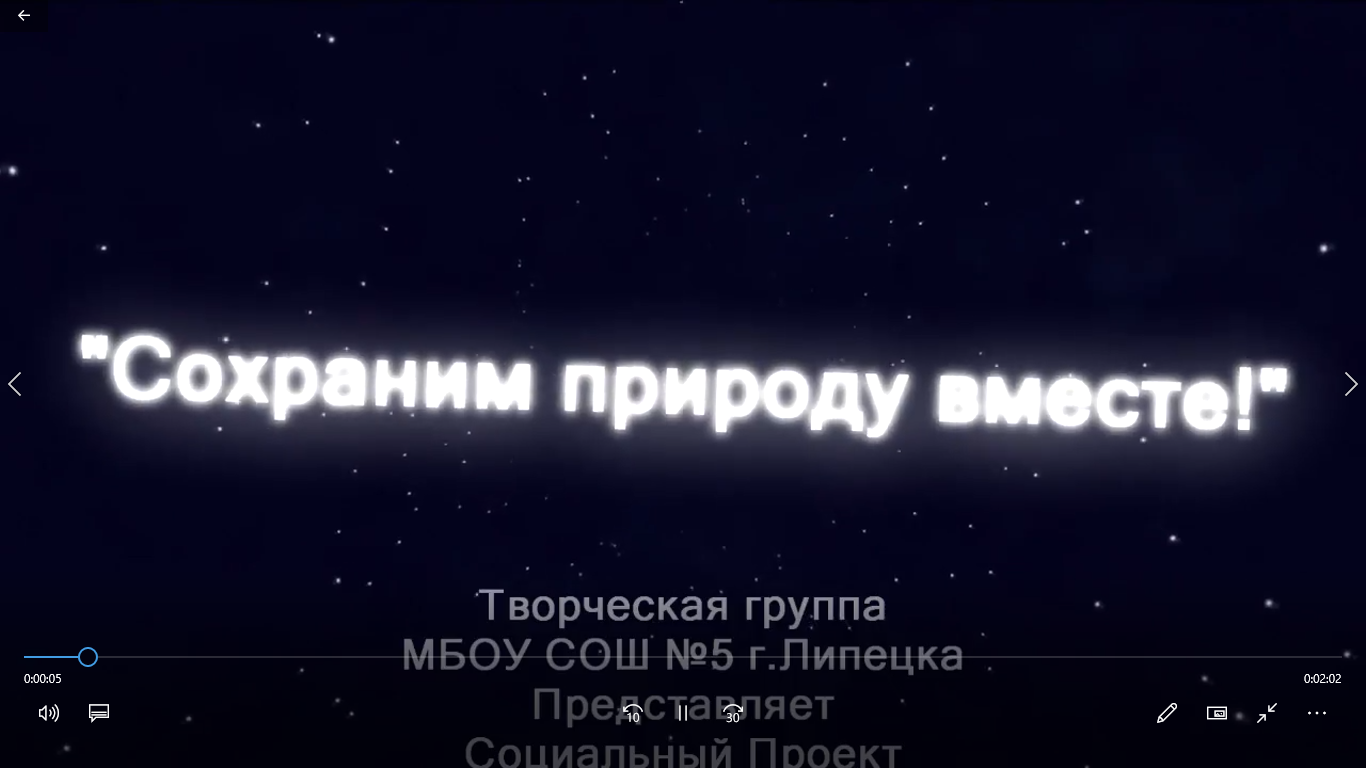 "Сохраним природу вместе!"
Творческая группа
МБОУ СОШ №5 г.Липецка
Представляет
Социальный Проект
0:00:05
0:02:02
10
30